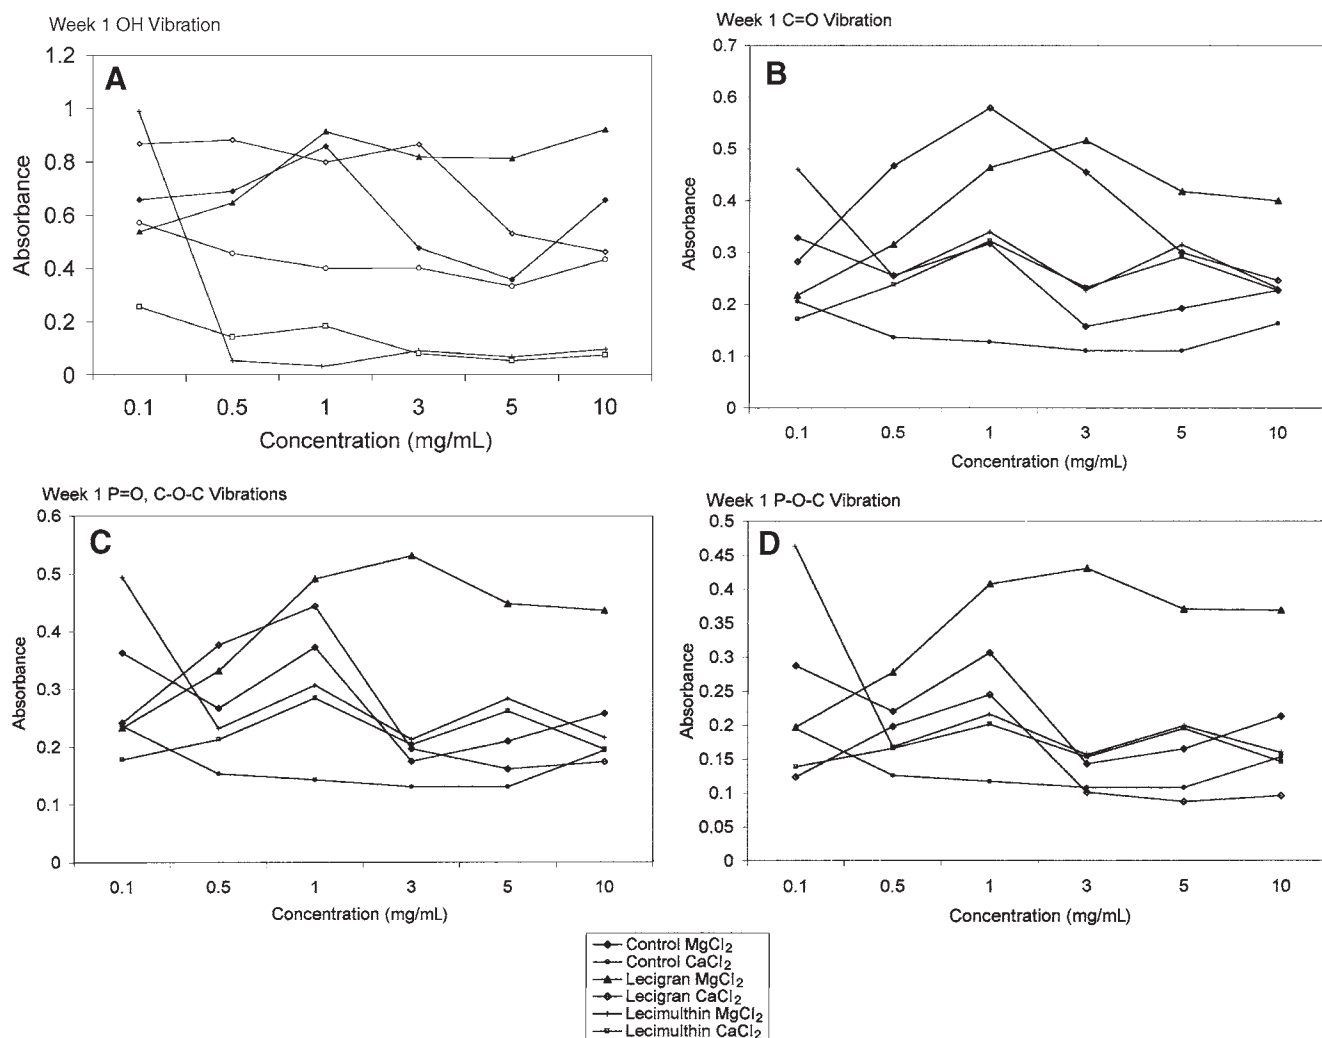 Week 1 OH Vibration
A
1.2
1
0.8
0.6
0.4
0.2
0
Absorbance
0.1 0.5 1 3 5 10
Concentration (mg/mL)
Week 1 C=O Vibration
B
0.7
0.6
0.5
0.4
0.3
0.2
0.1
0
Absorbance
0.1 0.5 1 3 5 10
Concentration (mg/mL)
Week 1 P=O, C-O-C Vibrations
C
0.6
0.5
0.4
0.3
0.2
0.1
0
Absorbance
0.1 0.5 1 3 5 10
Concentration (mg/mL)
Week 1 P-O-C Vibration
D
0.5
0.45
0.4
0.35
0.3
0.25
0.2
0.15
0.1
0.05
0
Absorbance
0.1 0.5 1 3 5 10
Concentration (mg/mL)
Control MgCl₂
Control CaCl₂
Lecigran MgCl₂
Lecigran CaCl₂
Lecimulthin MgCl₂
Lecimulthin CaCl₂